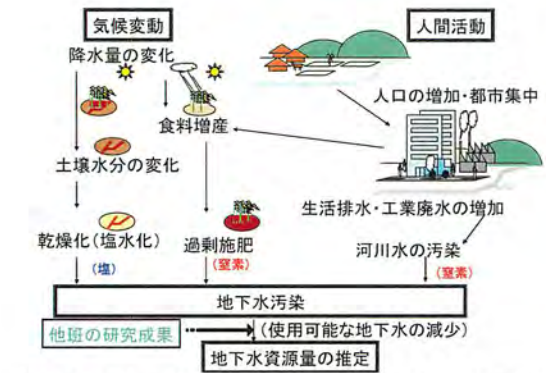 気候変動
人間活動
降水量の変化
人口の増加・都市集中
食料増産
土壌水分の変化
生活排水・工業廃水の増加
乾燥化(塩水化)
過剰施肥
河川水の汚染
(塩)
(窒素)
(窒素)
地下水汚染
他班の研究成果
(使用可能な地下水の減少)
地下水資源量の推定